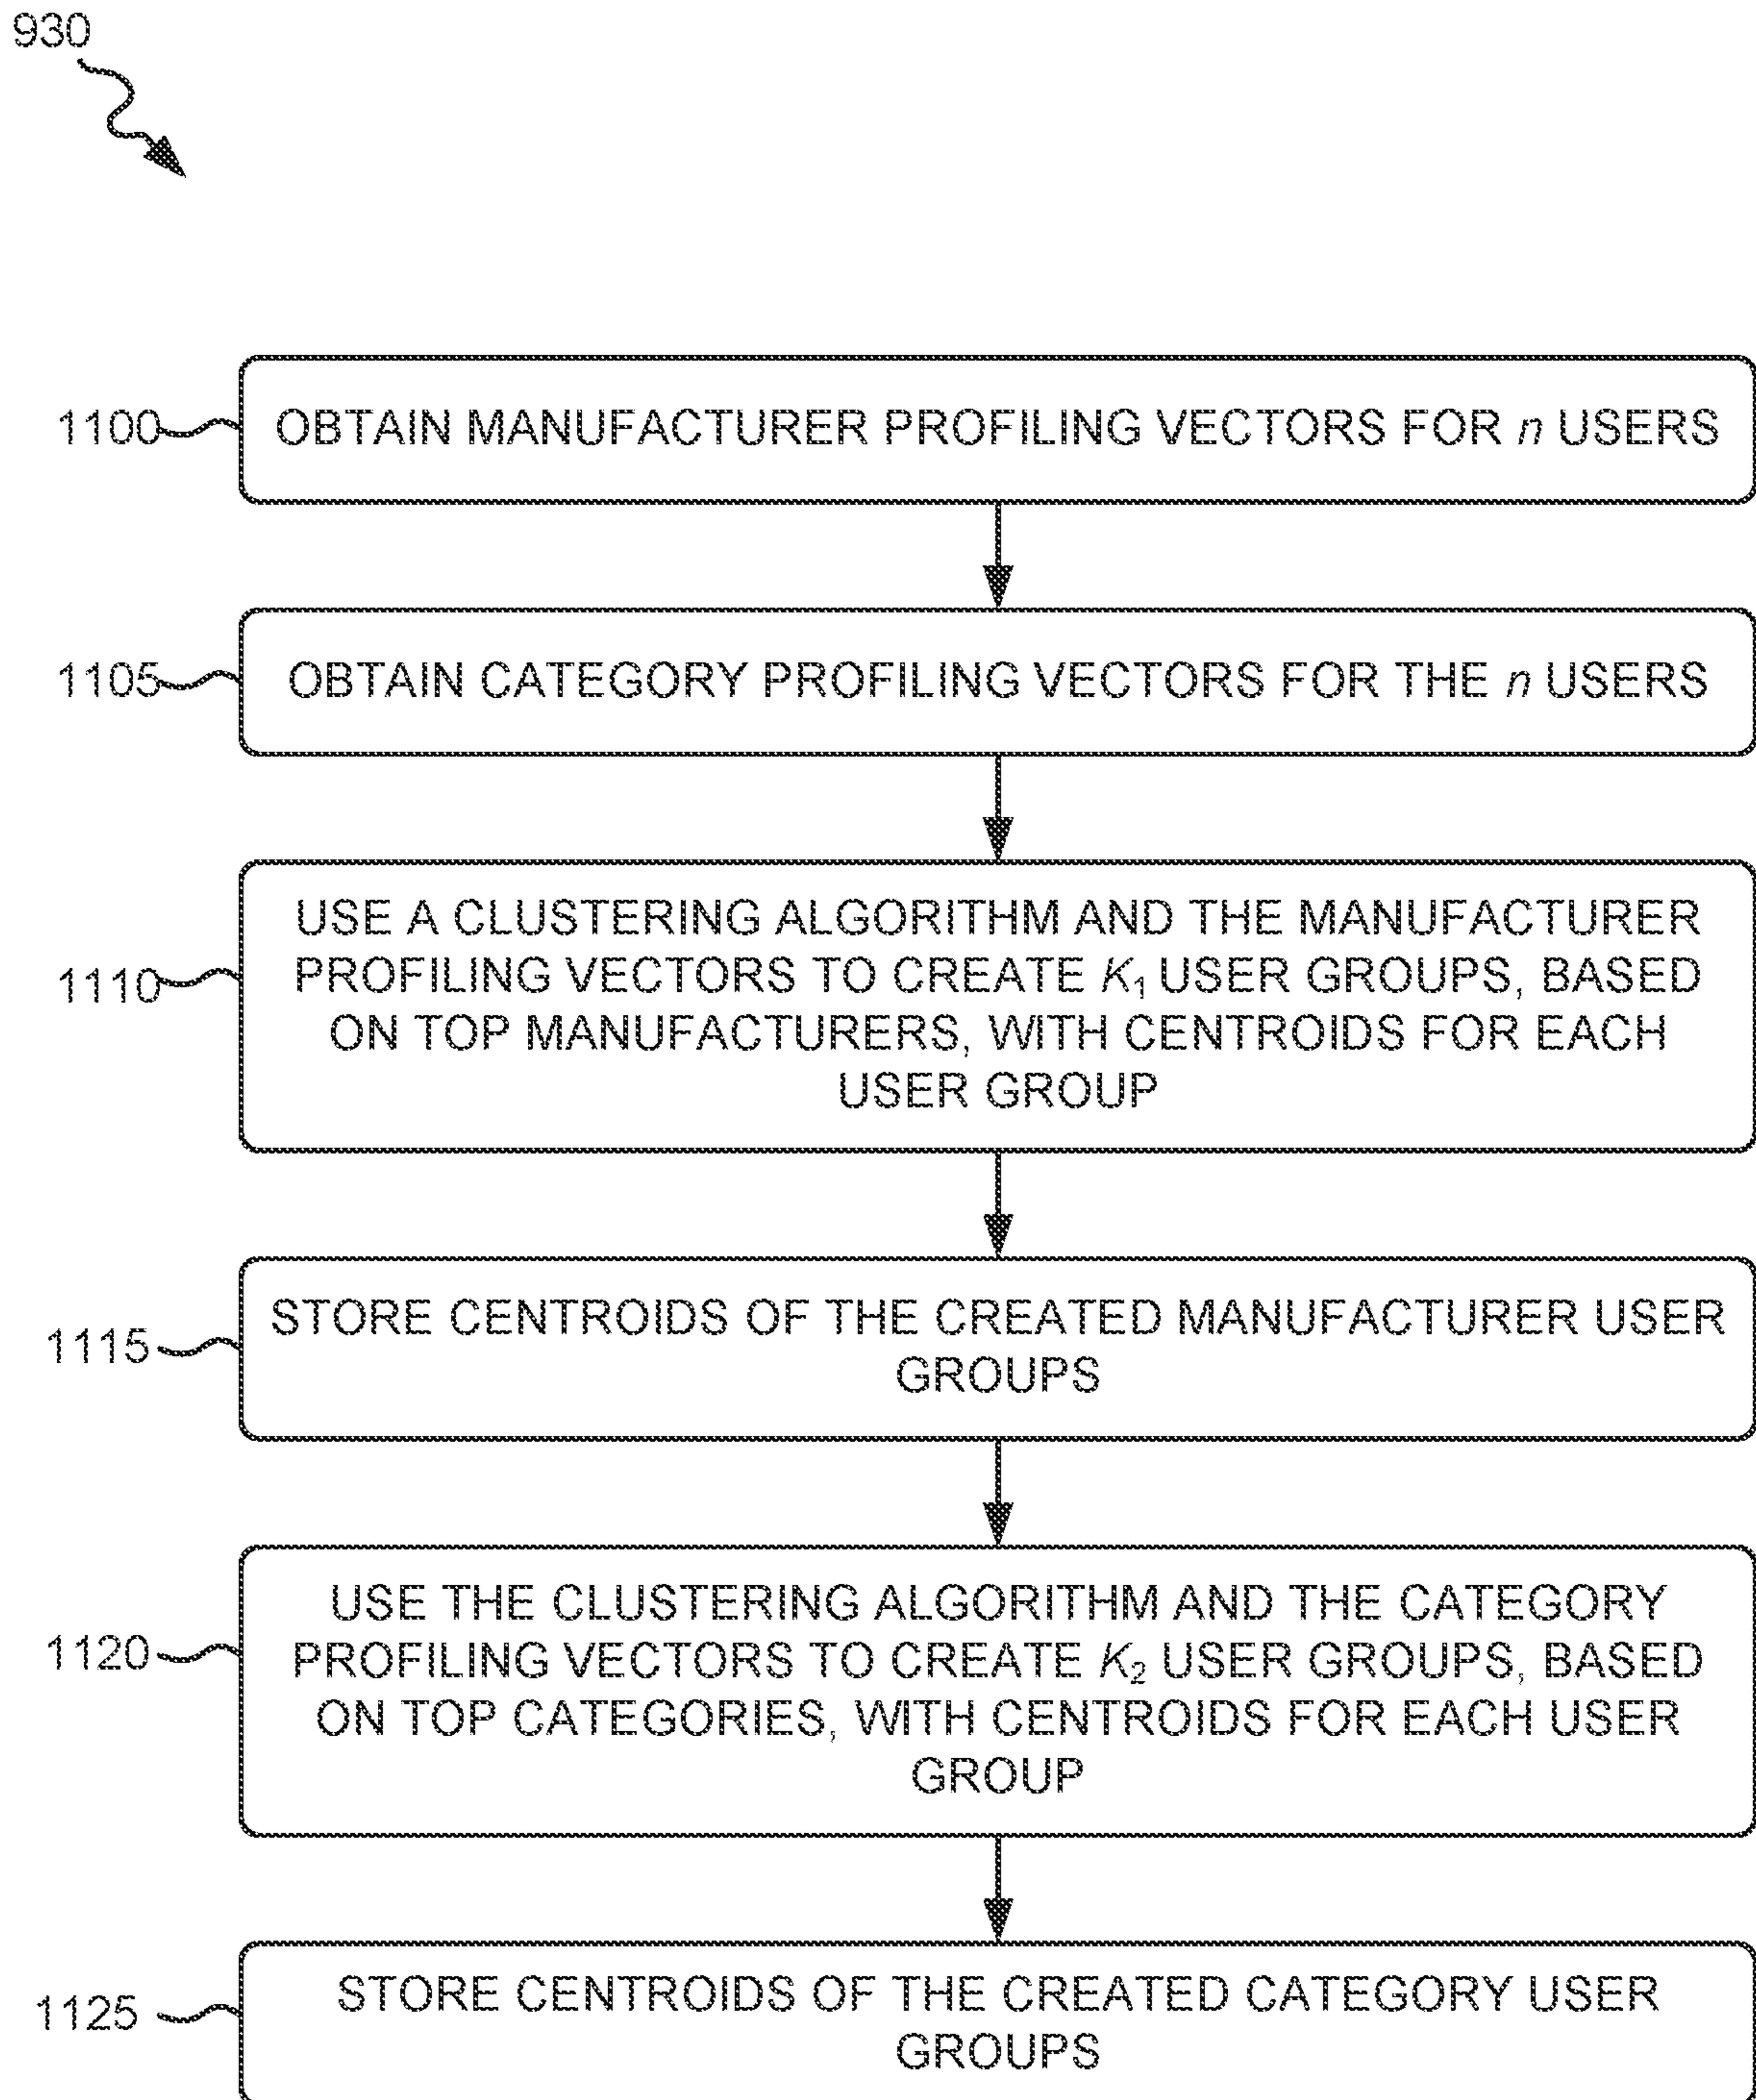 930
1100
OBTAIN MANUFACTURER PROFILING VECTORS FOR n USERS
1105
OBTAIN CATEGORY PROFILING VECTORS FOR THE n USERS
1110
USE A CLUSTERING ALGORITHM AND THE MANUFACTURER
PROFILING VECTORS TO CREATE K₁ USER GROUPS, BASED
ON TOP MANUFACTURERS, WITH CENTROIDS FOR EACH
USER GROUP
1115
STORE CENTROIDS OF THE CREATED MANUFACTURER USER
GROUPS
1120
USE THE CLUSTERING ALGORITHM AND THE CATEGORY
PROFILING VECTORS TO CREATE K₂ USER GROUPS, BASED
ON TOP CATEGORIES, WITH CENTROIDS FOR EACH USER
GROUP
1125
STORE CENTROIDS OF THE CREATED CATEGORY USER
GROUPS